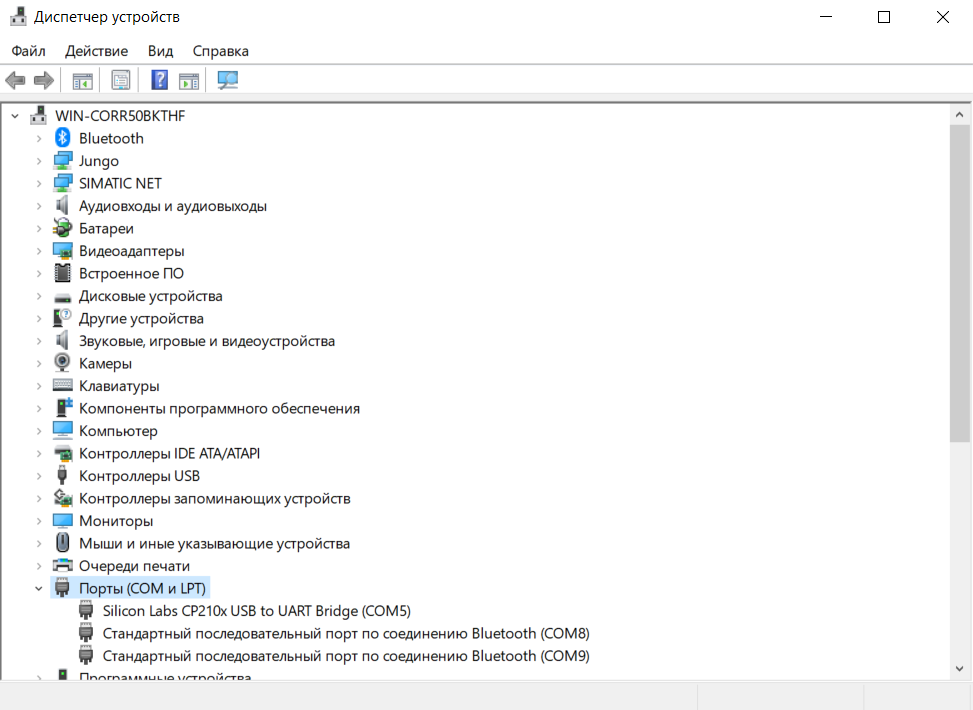 Диспетчер устройств
Файл Действие Вид Справка
WIN-CORR50BKTHF
Bluetooth
Jungo
SIMATIC NET
Аудиовходы и аудиовыходы
Батареи
Видеоадаптеры
Встроенное ПО
Дисковые устройства
Другие устройства
Звуковые, игровые и видеоустройства
Камеры
Клавиатуры
Компоненты программного обеспечения
Компьютер
Контроллеры IDE ATA/ATAPI
Контроллеры USB
Контроллеры запоминающих устройств
Мониторы
Мыши и иные указывающие устройства
Очереди печати
Порты (COM и LPT)
Silicon Labs CP210x USB to UART Bridge (COM5)
Стандартный последовательный порт по соединению Bluetooth (COM8)
Стандартный последовательный порт по соединению Bluetooth (COM9)
Программные устройства